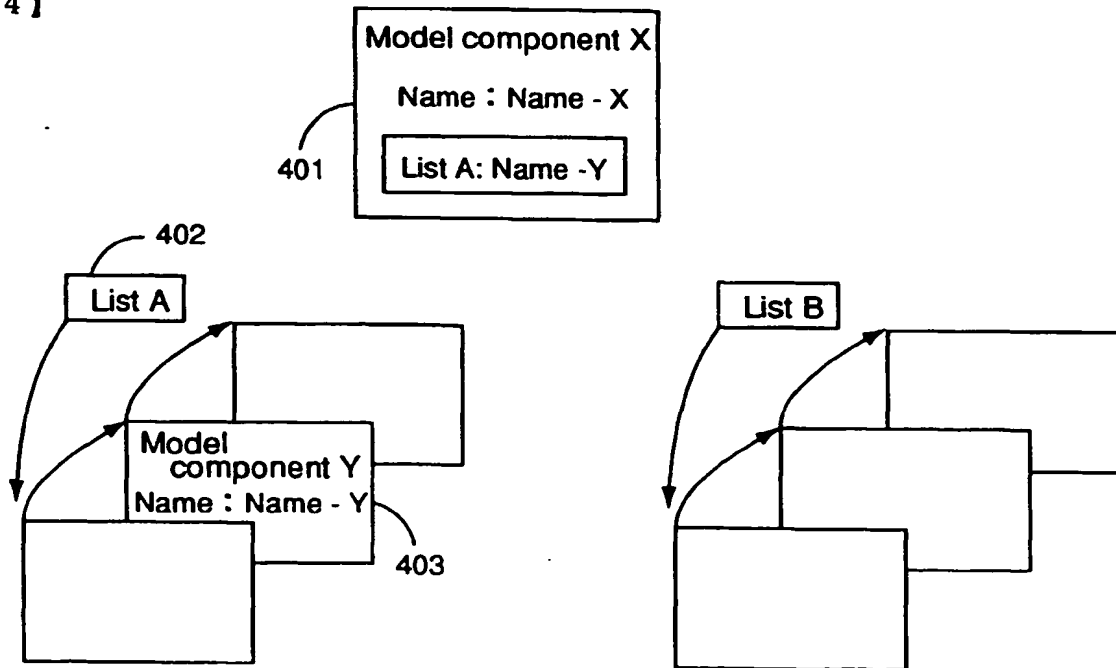 4】
Model component X
Name : Name - X
List A: Name -Y
401
402
List A
List B
Model
component Y
Name : Name - Y
403